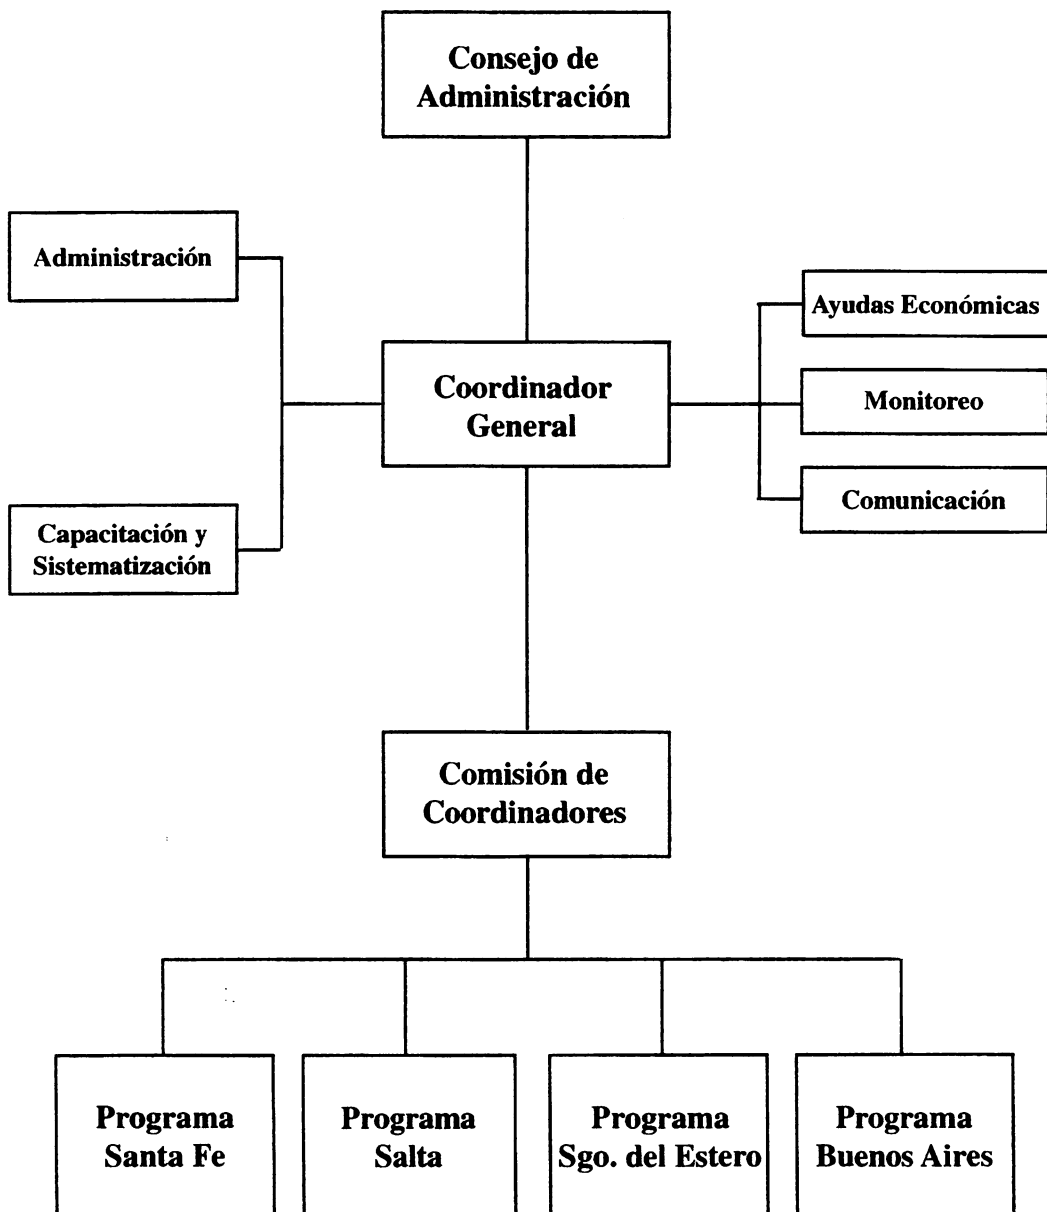 Consejo de
Administración
Administración
Ayudas Económicas
Coordinador
General
Monitoreo
Comunicación
Capacitación y
Sistematización
Comisión de
Coordinadores
Programa
Santa Fe
Programa
Salta
Programa
Sgo. del Estero
Programa
Buenos Aires